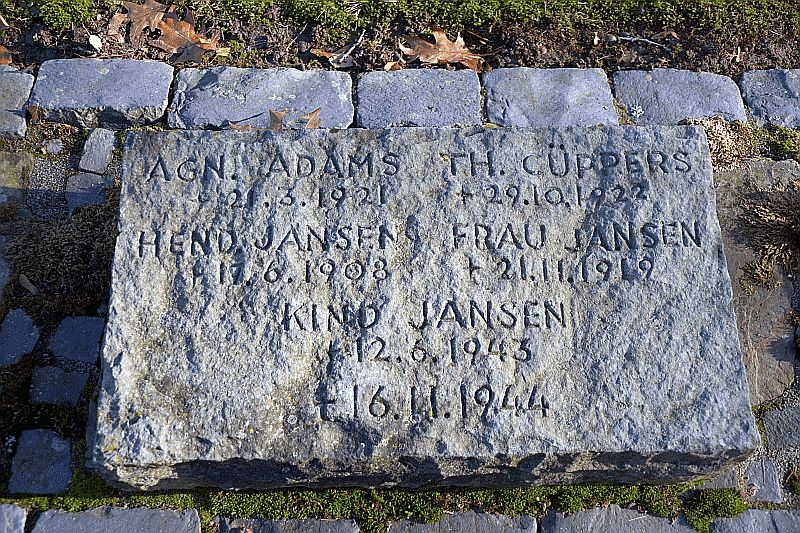 AGN. ADAMS TH. CÜPPERS
* 21.3.1921 * 29.10.1922
HEND JANSEN FRAU JANSEN
* 17.6.1908 * 21.11.1919
KIND JANSEN
* 12.6.1943
† 16.11.1944